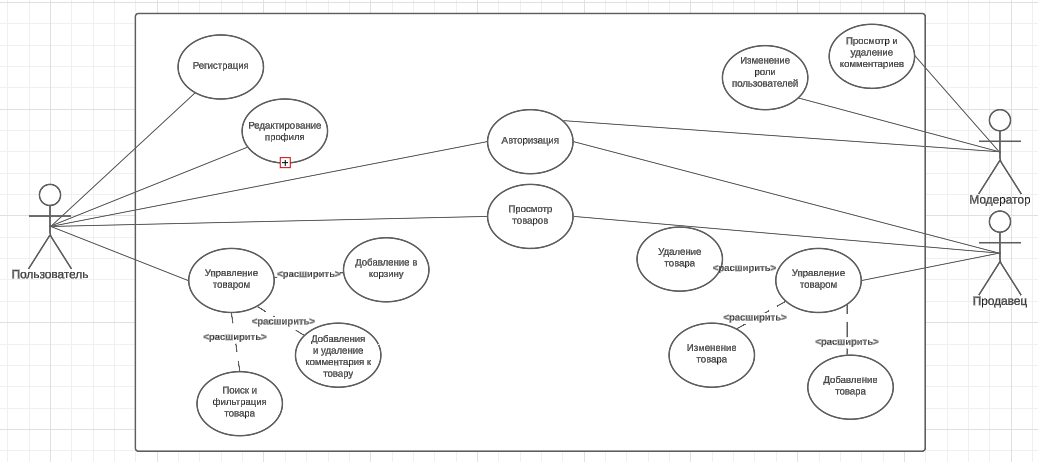 Регистрация
Редактирование
профиля
Авторизация
Просмотр
товаров
Изменение
роли
пользователей
Просмотр и
удаление
комментариев
Модератор
Продавец
Пользователь
Управление
товаром
<расширить>
Добавление в
корзину
<расширить>
Добавления
и удаление
комментария к
товару
<расширить>
Поиск и
фильтрация
товара
Удаление
товара
<расширить>
Управление
товаром
<расширить>
Изменение
товара
<расширить>
Добавление
товара